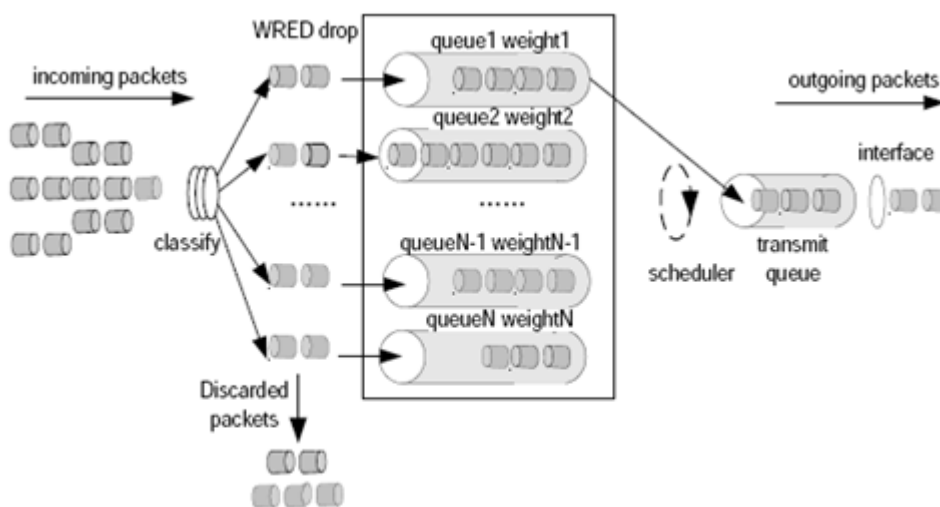 WRED drop
queue1 weight1
incoming packets
outgoing packets
queue2 weight2
interface
......
......
classify
queueN-1 weightN-1
scheduler
transmit
queue
queueN weightN
Discarded
packets